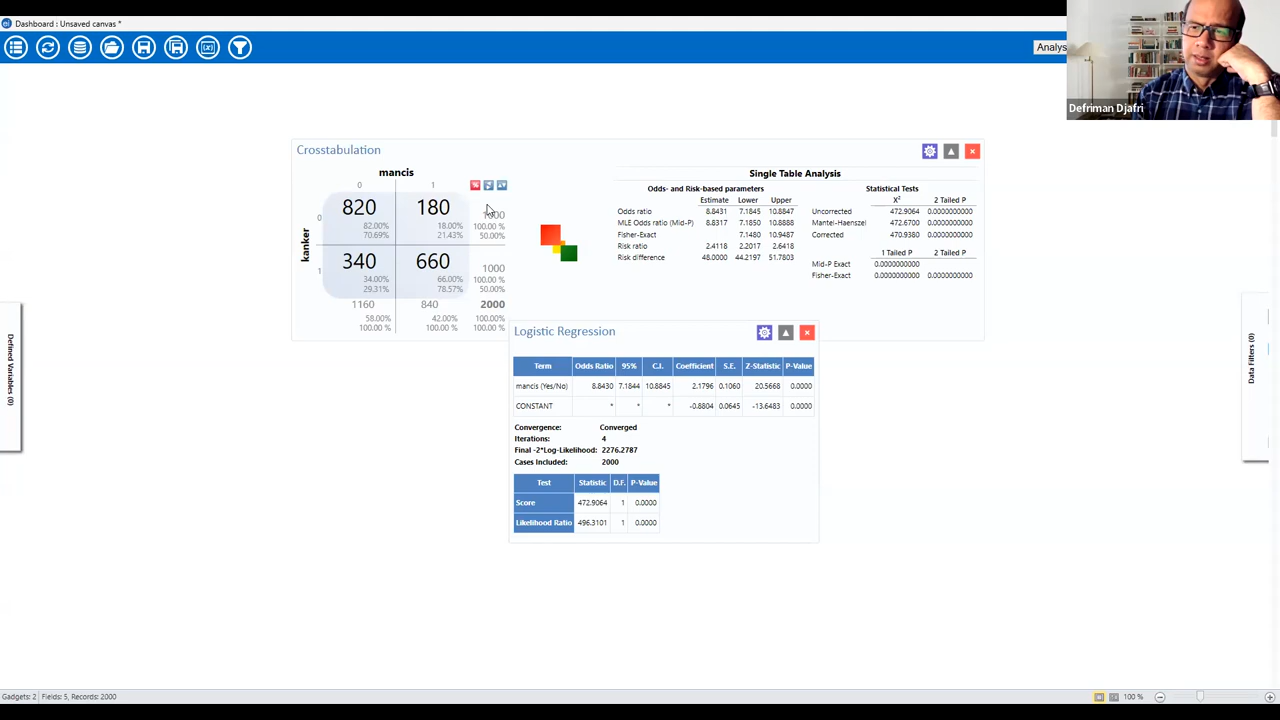 Dashboard : Unsaved canvas *
Analys
Defriman Djafri
Crosstabulation
mancis
0 1
kanker
0 820 180 1000
82.00% 18.00% 100.00 %
70.69% 21.43% 50.00%
1 340 660 1000
34.00% 66.00% 100.00 %
29.31% 78.57% 50.00%
1160 840 2000
58.00% 42.00% 100.00%
100.00 % 100.00 % 100.00 %
Single Table Analysis
Odds- and Risk-based parameters
Estimate Lower Upper
Odds ratio 8.8431 7.1845 10.8847
MLE Odds ratio (Mid-P) 8.8317 7.1850 10.8888
Fisher-Exact 7.1480 10.9487
Risk ratio 2.4118 2.2017 2.6418
Risk difference 48.0000 44.2197 51.7803
Statistical Tests
X² 2 Tailed P
Uncorrected 472.9064 0.0000000000
Mantel-Haenszel 472.6700 0.0000000000
Corrected 470.9380 0.0000000000
1 Tailed P 2 Tailed P
Mid-P Exact 0.0000000000
Fisher-Exact 0.0000000000 0.0000000000
Logistic Regression
Term Odds Ratio 95% C.I. Coefficient S.E. Z-Statistic P-Value
mancis (Yes/No) 8.8430 7.1844 10.8845 2.1796 0.1060 20.5668 0.0000
CONSTANT * * * -0.8804 0.0645 -13.6483 0.0000
Convergence: Converged
Iterations: 4
Final -2*Log-Likelihood: 2276.2787
Cases Included: 2000
Test Statistic D.F. P-Value
Score 472.9064 1 0.0000
Likelihood Ratio 496.3101 1 0.0000
Defined Variables (0)
Data Filters (0)
Gadgets: 2 Fields: 5, Records: 2000
100 %